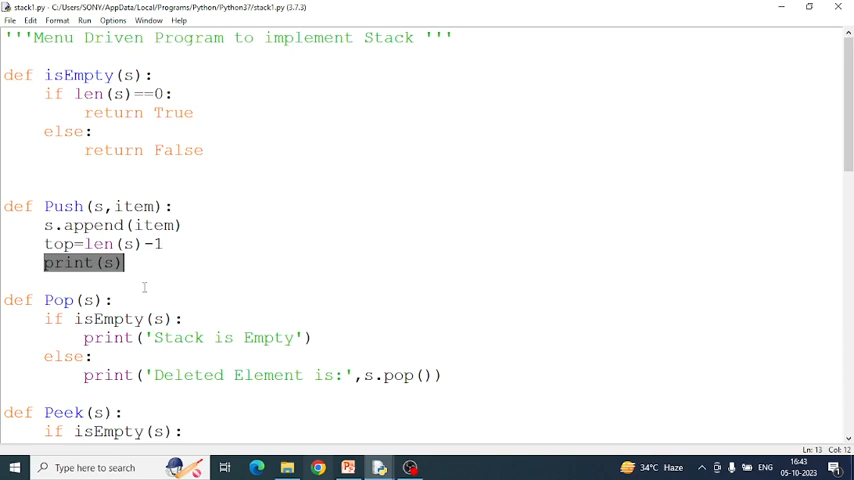 stack1.py - C:/Users/SONY/AppData/Local/Programs/Python/Python37/stack1.py (3.7.3)
File Edit Format Run Options Window Help
'''Menu Driven Program to implement Stack '''
def isEmpty(s):
    if len(s)==0:
        return True
    else:
        return False
def Push(s,item):
    s.append(item)
    top=len(s)-1
    print(s)
def Pop(s):
    if isEmpty(s):
        print('Stack is Empty')
    else:
        print('Deleted Element is:',s.pop())
def Peek(s):
    if isEmpty(s):
Ln: 13 Col: 12
Type here to search
34°C Haze
ENG
16:43
05-10-2023
1